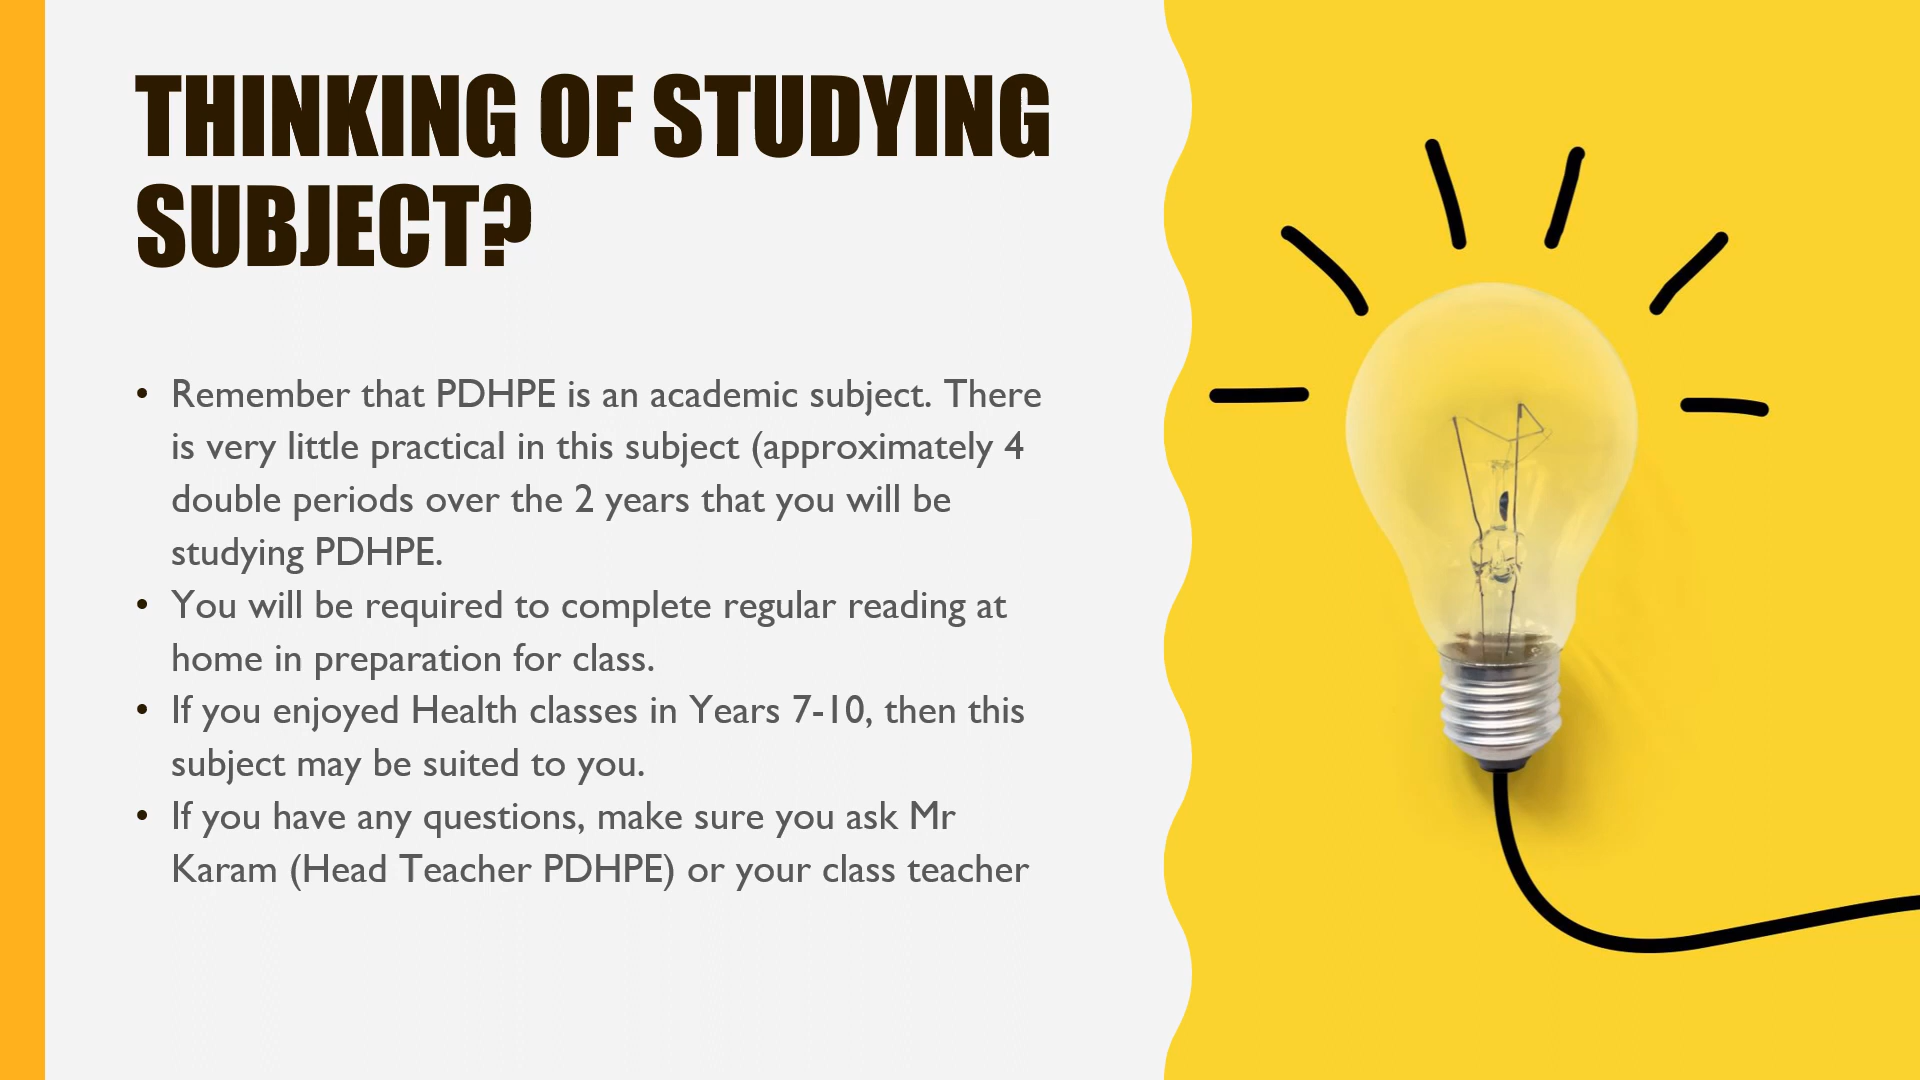 THINKING OF STUDYING
SUBJECT?
• Remember that PDHPE is an academic subject. There
is very little practical in this subject (approximately 4
double periods over the 2 years that you will be
studying PDHPE.
• You will be required to complete regular reading at
home in preparation for class.
• If you enjoyed Health classes in Years 7-10, then this
subject may be suited to you.
• If you have any questions, make sure you ask Mr
Karam (Head Teacher PDHPE) or your class teacher